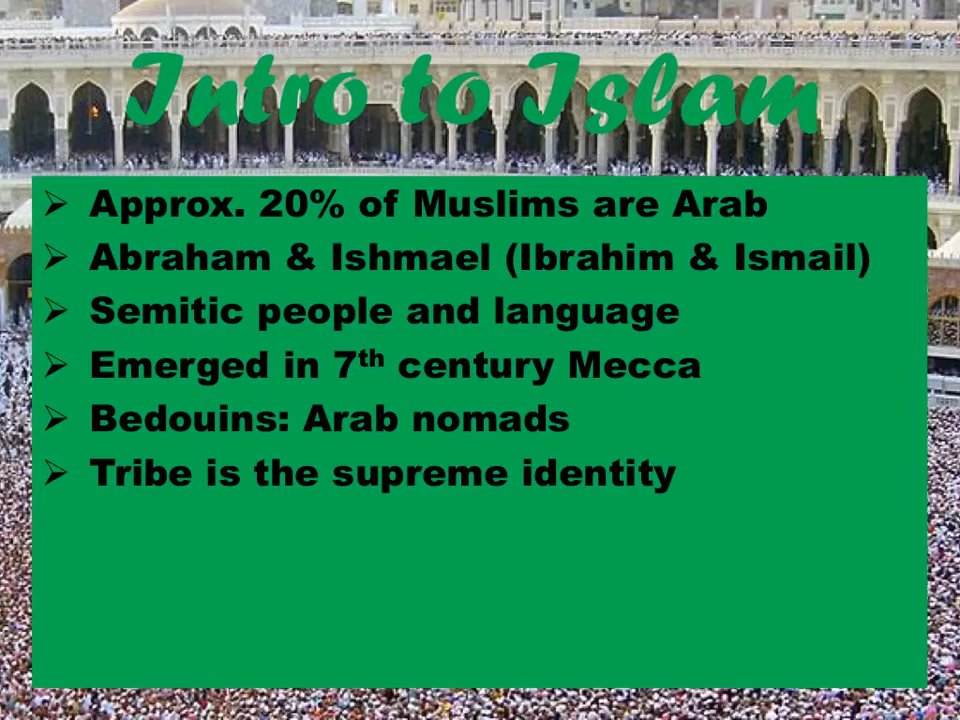 Intro to Islam
➢ Approx. 20% of Muslims are Arab
➢ Abraham & Ishmael (Ibrahim & Ismail)
➢ Semitic people and language
➢ Emerged in 7th century Mecca
➢ Bedouins: Arab nomads
➢ Tribe is the supreme identity